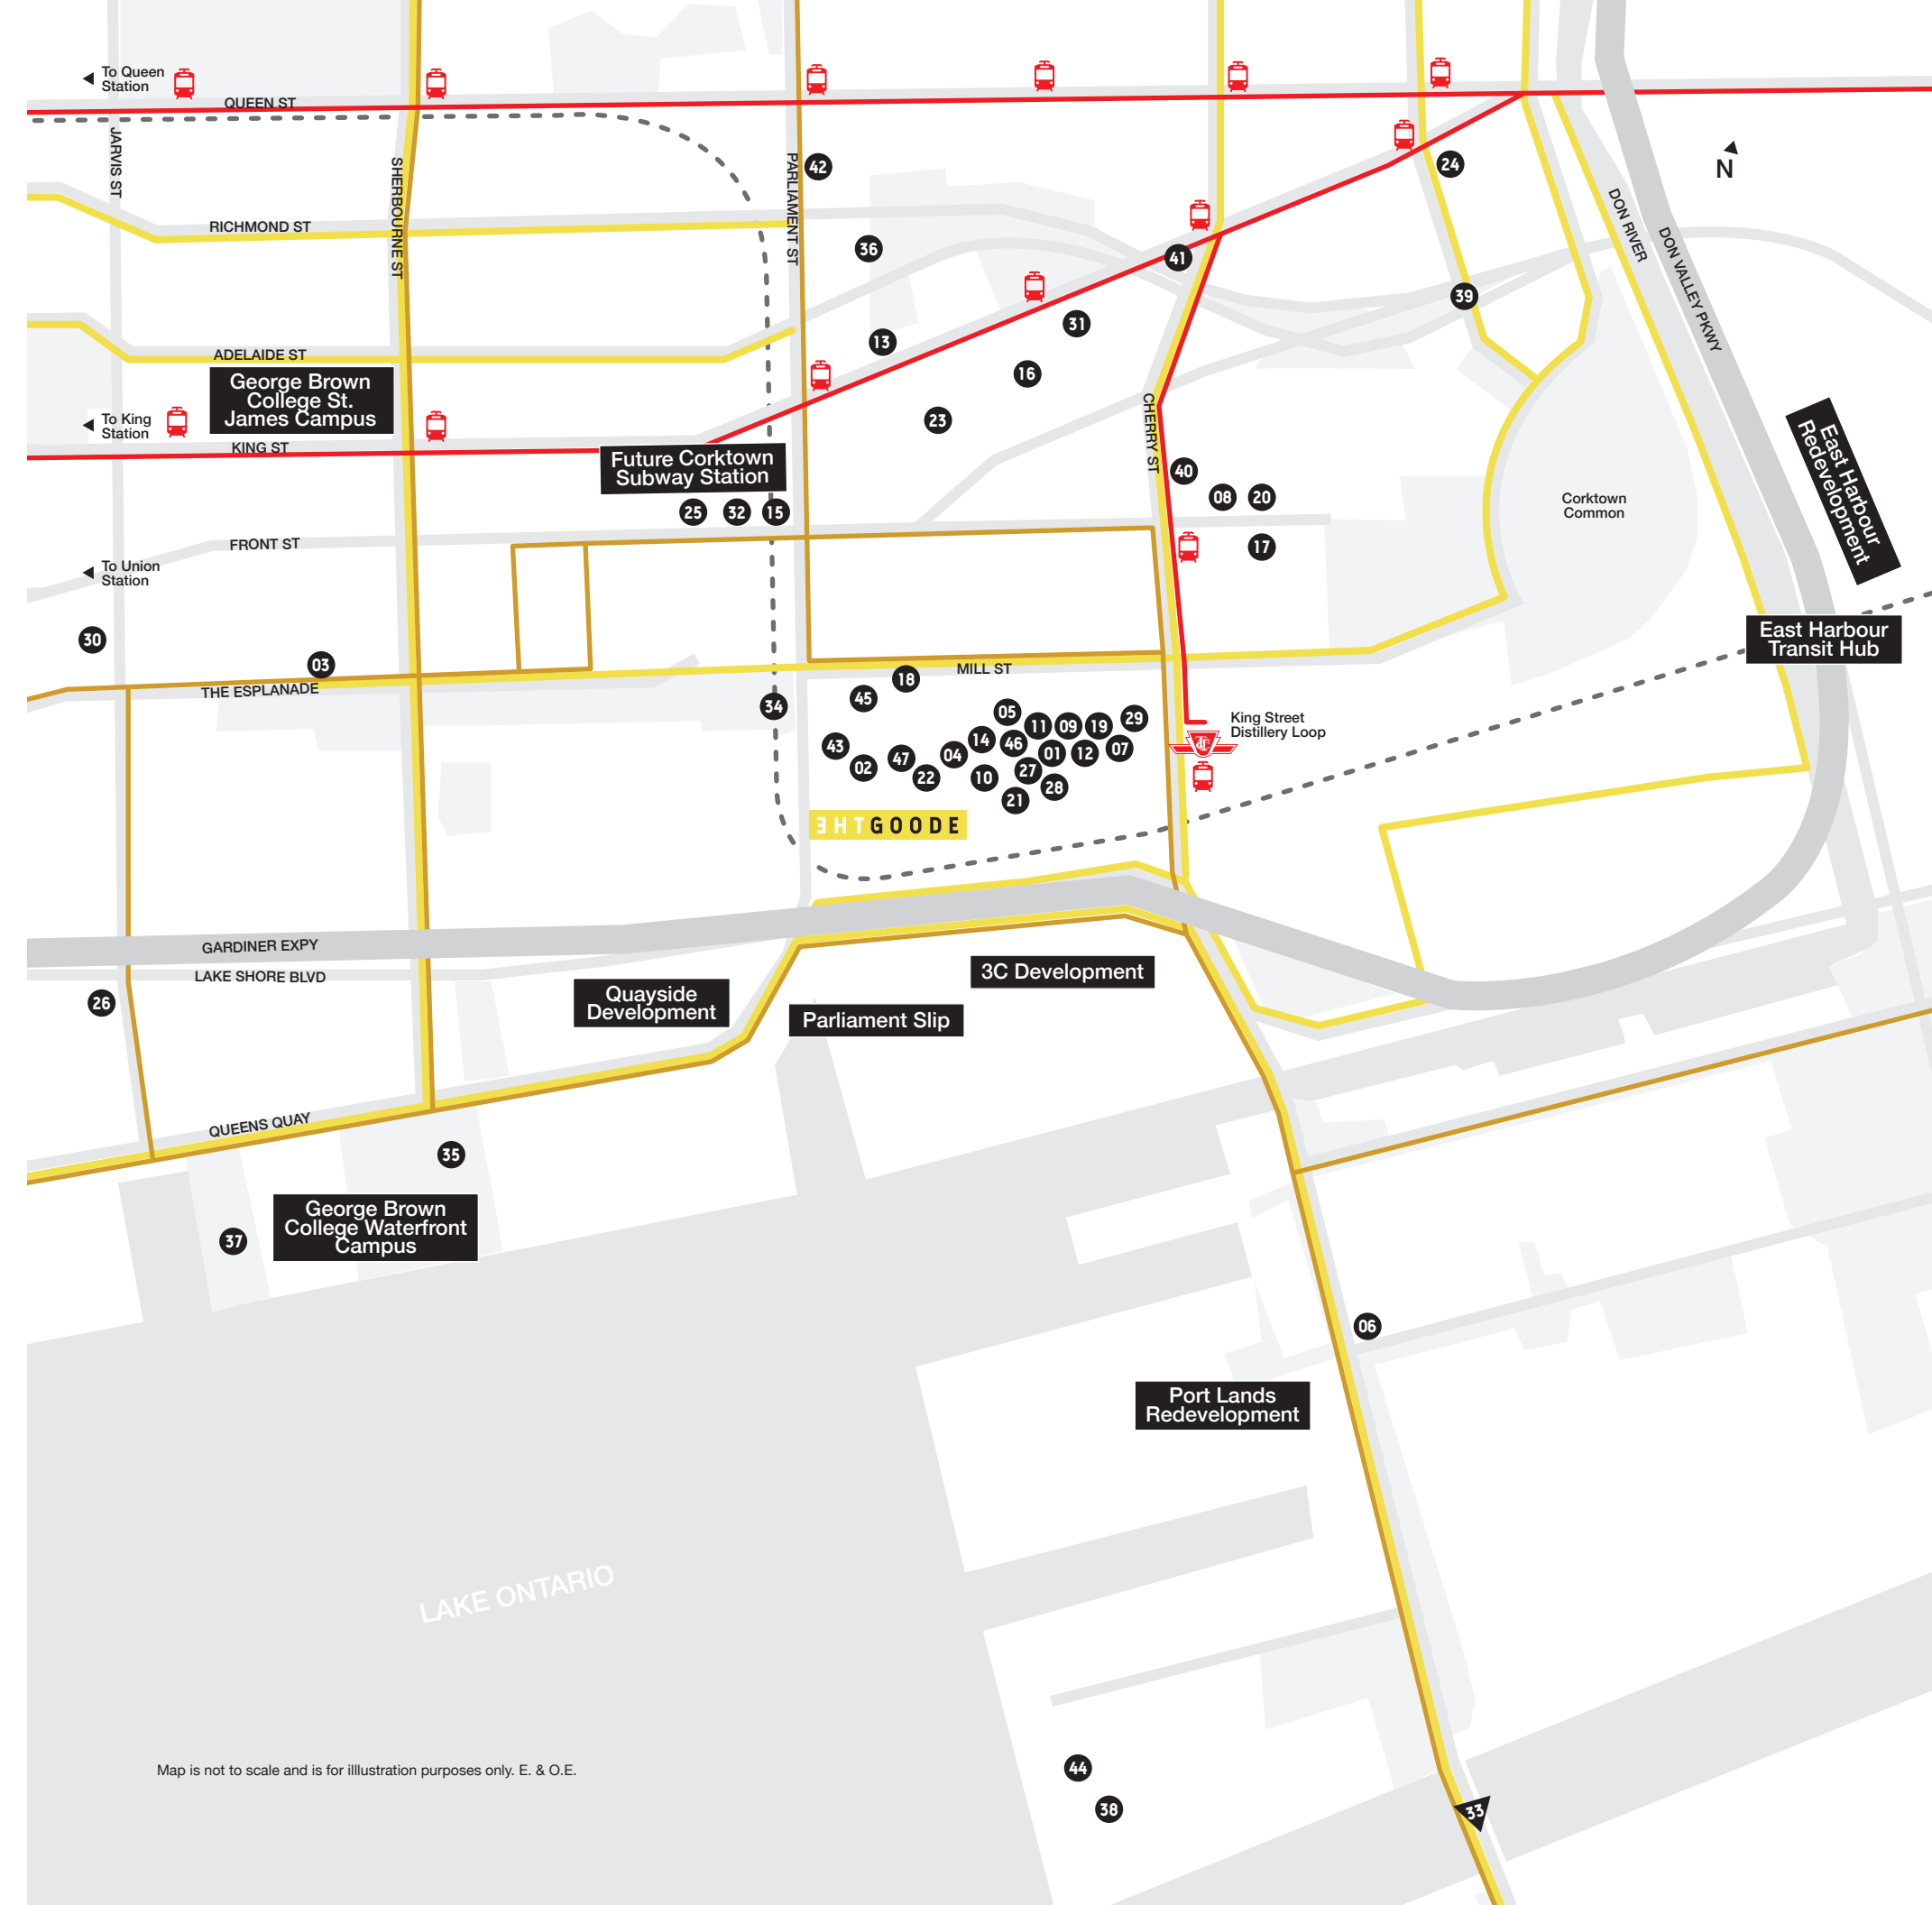 To Queen
Station
QUEEN ST
JARVIS ST
SHERBOURNE ST
PARLIAMENT ST
42
24
N
DON RIVER
DON VALLEY PKWY
RICHMOND ST
36
41
39
31
13
16
ADELAIDE ST
George Brown
College St.
James Campus
To King
Station
KING ST
23
CHERRY ST
East Harbour
Redevelopment
Future Corktown
Subway Station
40
08
20
Corktown
Common
25
32
15
17
FRONT ST
To Union
Station
30
03
East Harbour
Transit Hub
THE ESPLANADE
MILL ST
18
45
34
05
11
09
19
29
King Street
Distillery Loop
43
14
46
01
12
07
02
47
04
22
10
27
28
21
THE GOODE
GARDINER EXPY
LAKE SHORE BLVD
26
3C Development
Quayside
Development
Parliament Slip
QUEENS QUAY
35
George Brown
College Waterfront
Campus
37
06
Port Lands
Redevelopment
LAKE ONTARIO
Map is not to scale and is for illlustration purposes only. E. & O.E.
44
38
33